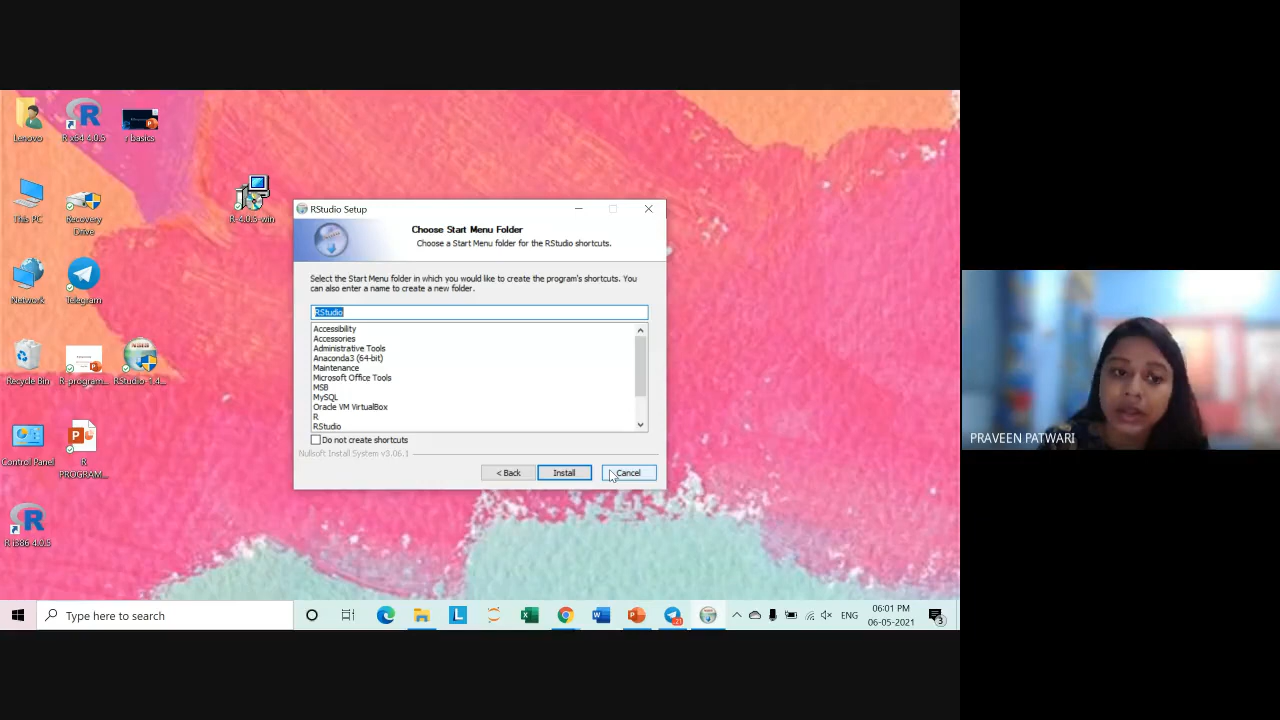 Lenovo
R x64 4.0.5
r basics
This PC
Recovery
Drive
R-4.0.5-win
Network
Telegram
Recycle Bin
R-program...
RStudio-1.4...
Control Panel
R
PROGRAM...
R i386 4.0.5
RStudio Setup
Choose Start Menu Folder
Choose a Start Menu folder for the RStudio shortcuts.
Select the Start Menu folder in which you would like to create the program's shortcuts. You
can also enter a name to create a new folder.
RStudio
Accessibility
Accessories
Administrative Tools
Anaconda3 (64-bit)
Maintenance
Microsoft Office Tools
MSB
MySQL
Oracle VM VirtualBox
R
RStudio
Do not create shortcuts
Nullsoft Install System v3.06.1
< Back
Install
Cancel
PRAVEEN PATWARI
Type here to search
ENG
06:01 PM
06-05-2021
3